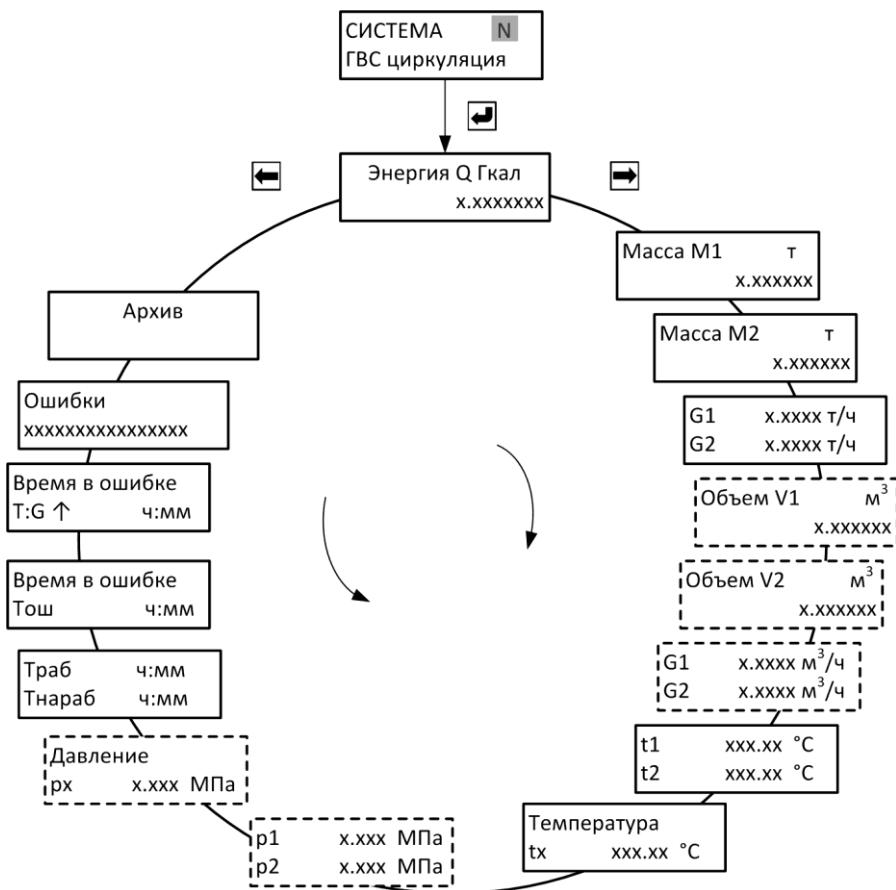 СИСТЕМА N
ГВС циркуляция
Энергия Q Гкал
x.xxxxxxx
Масса M1 т
x.xxxxxx
Масса M2 т
x.xxxxxx
G1 x.xxxx т/ч
G2 x.xxxx т/ч
Объем V1 м³
x.xxxxxx
Объем V2 м³
x.xxxxxx
G1 x.xxxx м³/ч
G2 x.xxxx м³/ч
t1 xxx.xx °C
t2 xxx.xx °C
Температура
tx xxx.xx °C
p1 x.xxx МПа
p2 x.xxx МПа
Давление
px x.xxx МПа
Траб ч:мм
Тнараб ч:мм
Время в ошибке
Тош ч:мм
Время в ошибке
T:G ↑ ч:мм
Ошибки
xxxxxxxxxxxxxxxx
Архив